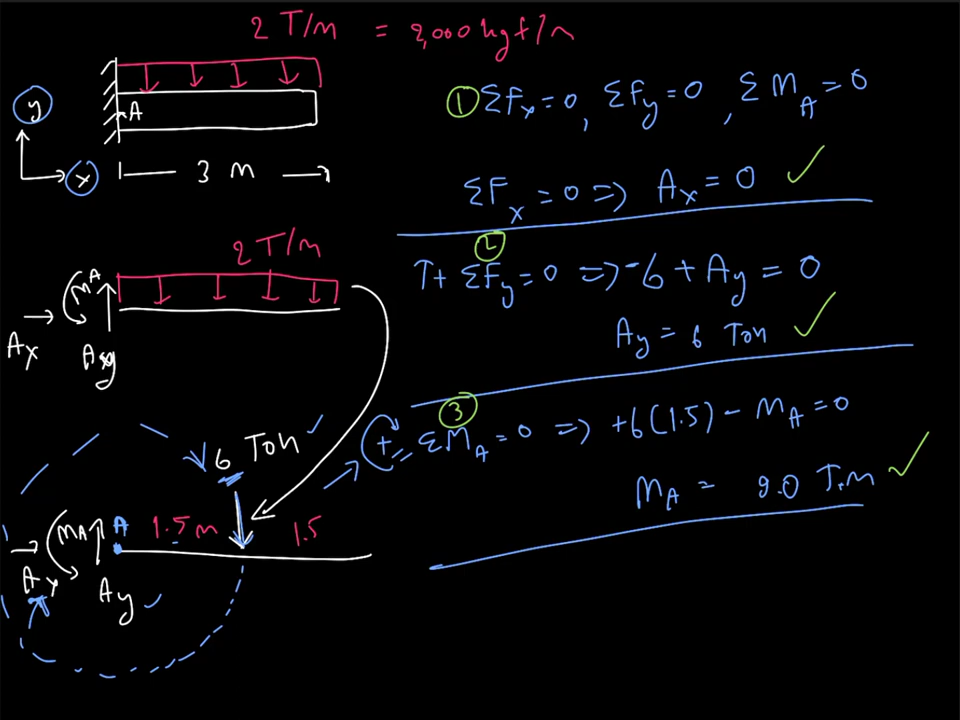 2 T/m = 2,000 kgf/m
y
A
x
3 m
① ΣFx=0, Σfy=0, ΣMA=0
ΣFx=0 => Ax=0 ✓
2 T/m
MA
Ax
Ay
②
↑+ ΣFy=0 => -6 + Ay = 0
Ay = 6 Ton ✓
③
+ ΣMA=0 => +6(1.5) - MA=0
MA = 9.0 T.m ✓
↓6 Ton ✓
MA A 1.5m 1.5
Ax
Ay ✓